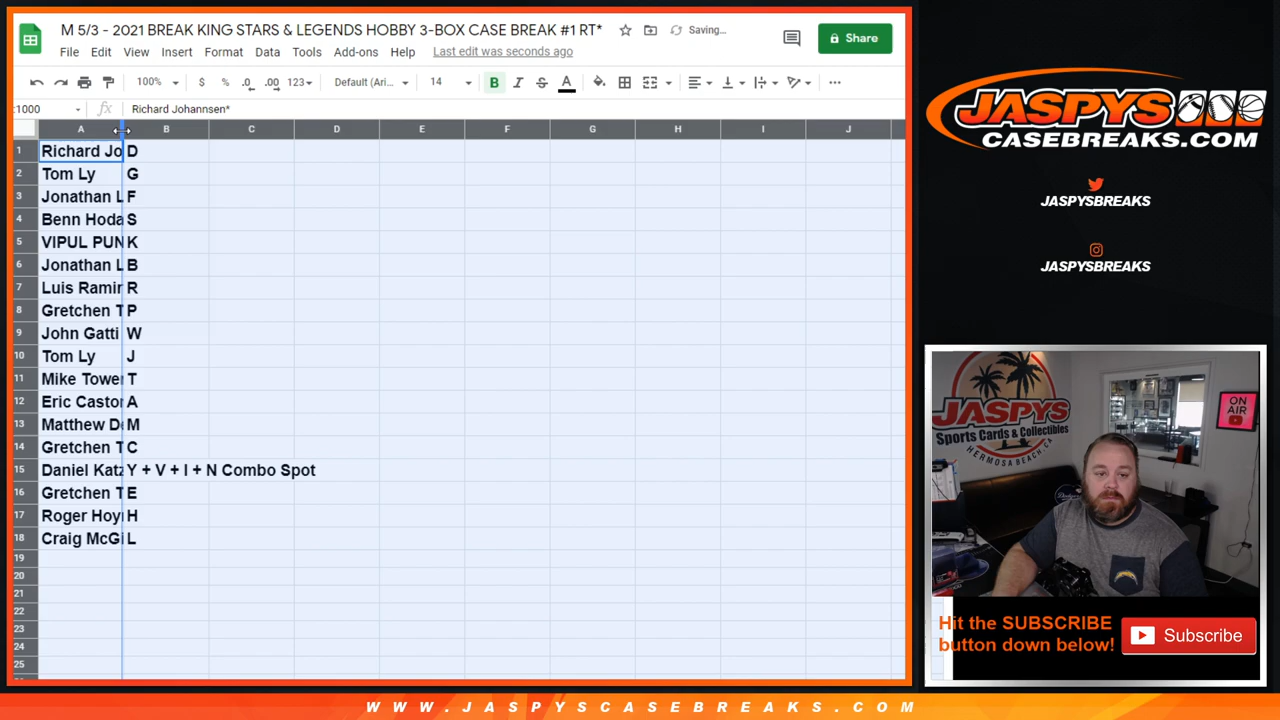 M 5/3 - 2021 BREAK KING STARS & LEGENDS HOBBY 3-BOX CASE BREAK #1 RT*
Saving...
Share
File Edit View Insert Format Data Tools Add-ons Help Last edit was seconds ago
100% $ % .0 .00 123 Default (Ari... 14 B I S A
:1000 fx Richard Johannsen*
A B C D E F G H I J
1 Richard Jo D
2 Tom Ly G
3 Jonathan L F
4 Benn Hoda S
5 VIPUL PUN K
6 Jonathan L B
7 Luis Ramir R
8 Gretchen T P
9 John Gatti W
10 Tom Ly J
11 Mike Tower T
12 Eric Castor A
13 Matthew D M
14 Gretchen T C
15 Daniel Katz Y + V + I + N Combo Spot
16 Gretchen T E
17 Roger Hoy H
18 Craig McGi L
19
20
21
22
23
24
25
JASPYS
CASEBREAKS.COM
JASPYSBREAKS
JASPYSBREAKS
JASPYS
Sports Cards & Collectibles
HERMOSA BEACH, CA
ON
AIR
Hit the SUBSCRIBE
button down below!
Subscribe
WWW.JASPYSCASEBREAKS.COM